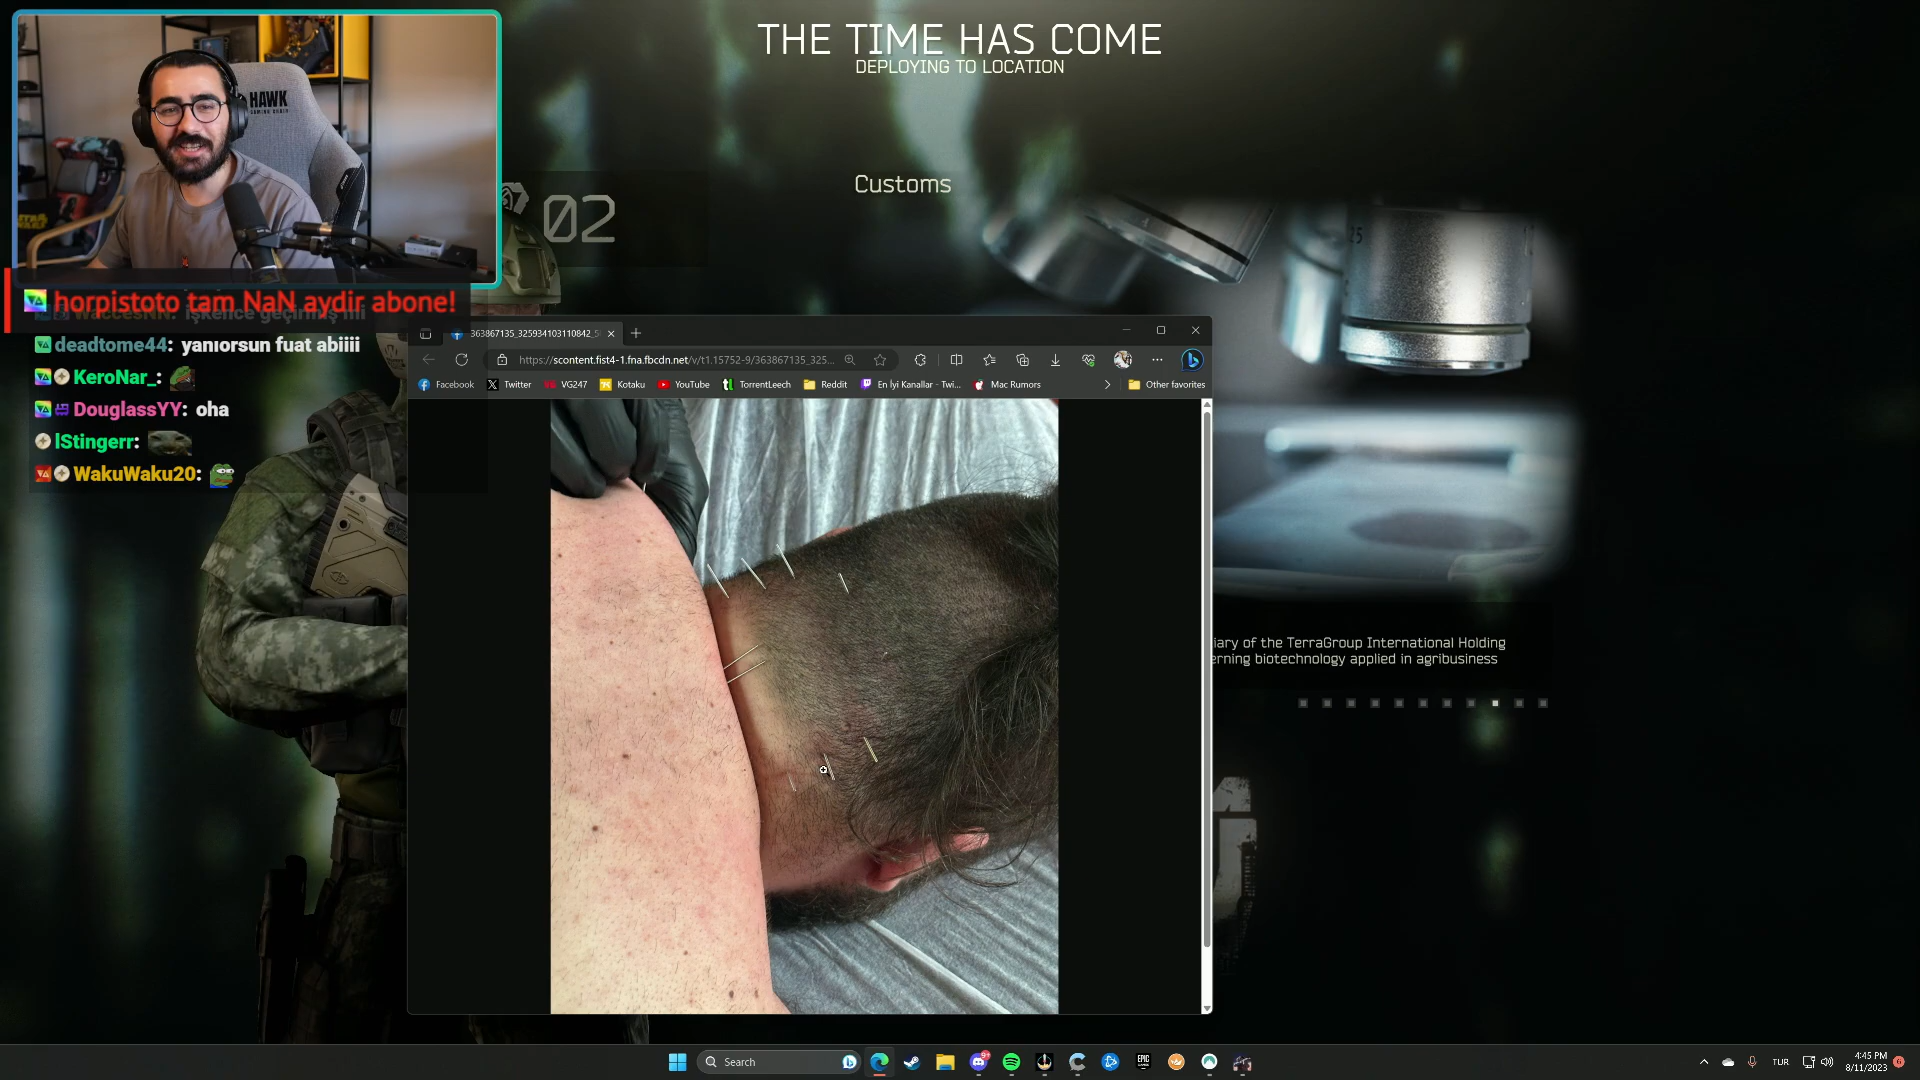 THE TIME HAS COME
DEPLOYING TO LOCATION
Customs
02
HAWK
horpistoto tam NaN aydir abone!
deadtome44: yanıorsun fuat abiiii
KeroNar_:
DouglassYY: oha
lStingerr:
WakuWaku20:
363867135_325934103110842_5
https://scontent.fist4-1.fna.fbcdn.net/v/t1.15752-9/363867135_325...
Facebook
Twitter
VG247
Kotaku
YouTube
TorrentLeech
Reddit
En İyi Kanallar - Twi...
Mac Rumors
Other favorites
iary of the TerraGroup International Holding
erning biotechnology applied in agribusiness
Search
TUR
4:45 PM
8/11/2023